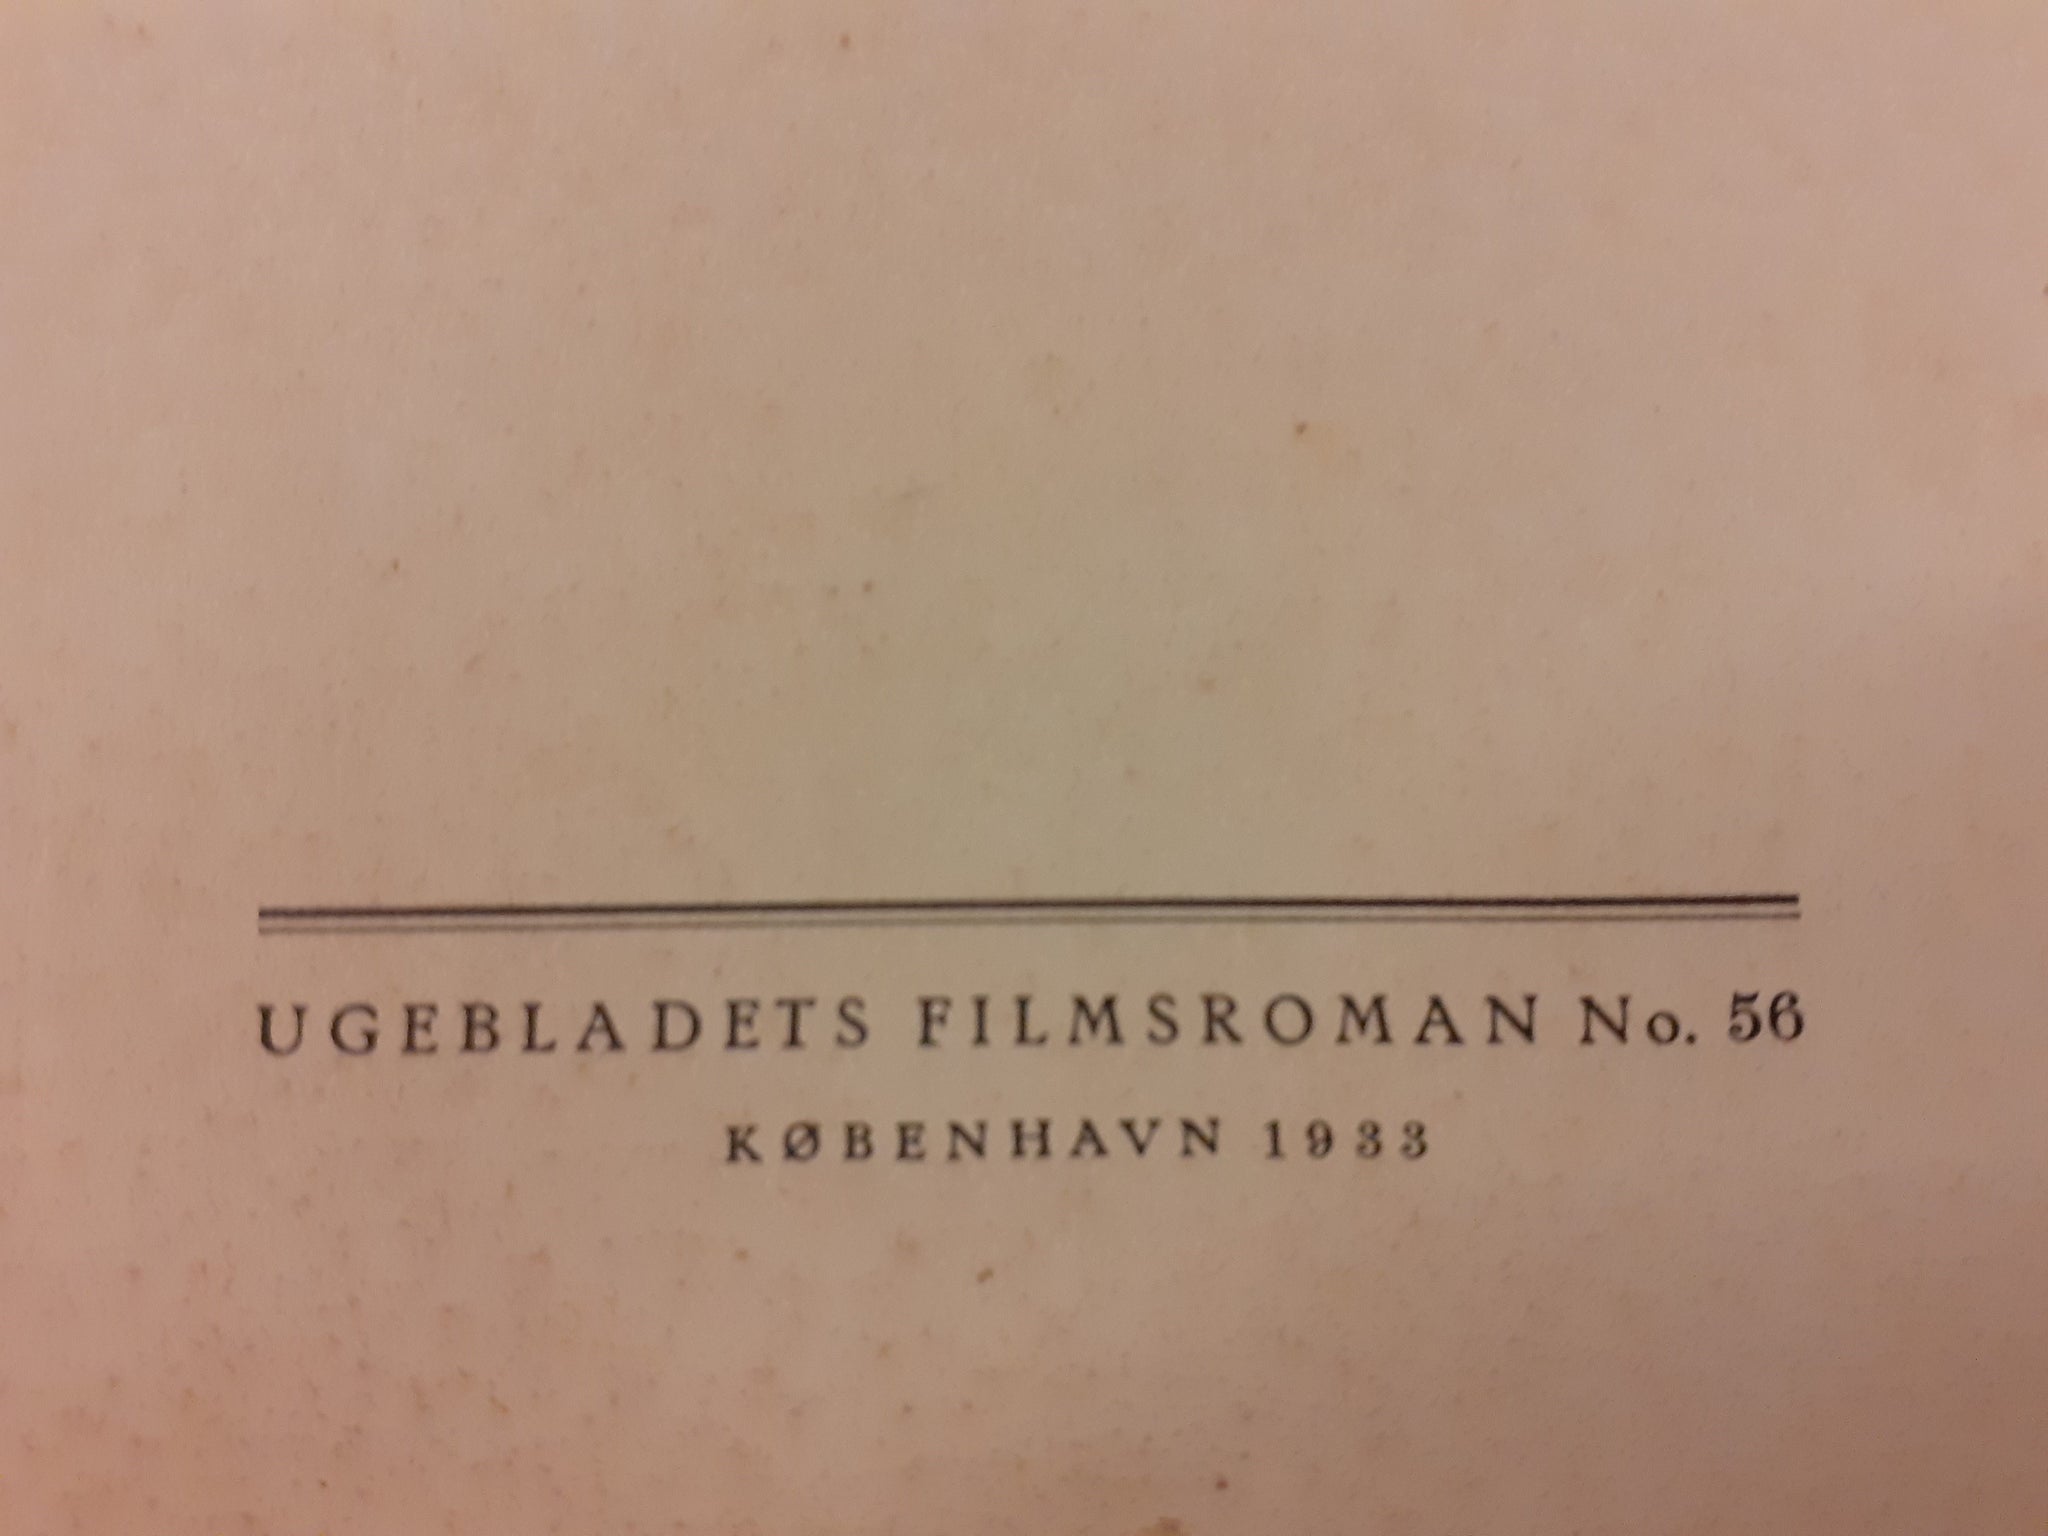 UGEBLADETS FILMSROMAN No. 56
KØBENHAVN 1933